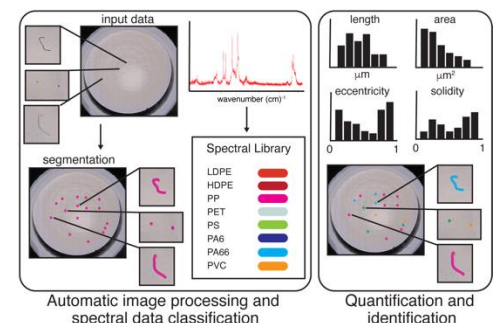 input data
wavenumber (cm)⁻¹
segmentation
Spectral Library
LDPE
HDPE
PP
PET
PS
PA6
PA66
PVC
Automatic image processing and
spectral data classification
length
area
μm
μm²
eccentricity
solidity
0 1 0 1
Quantification and
identification